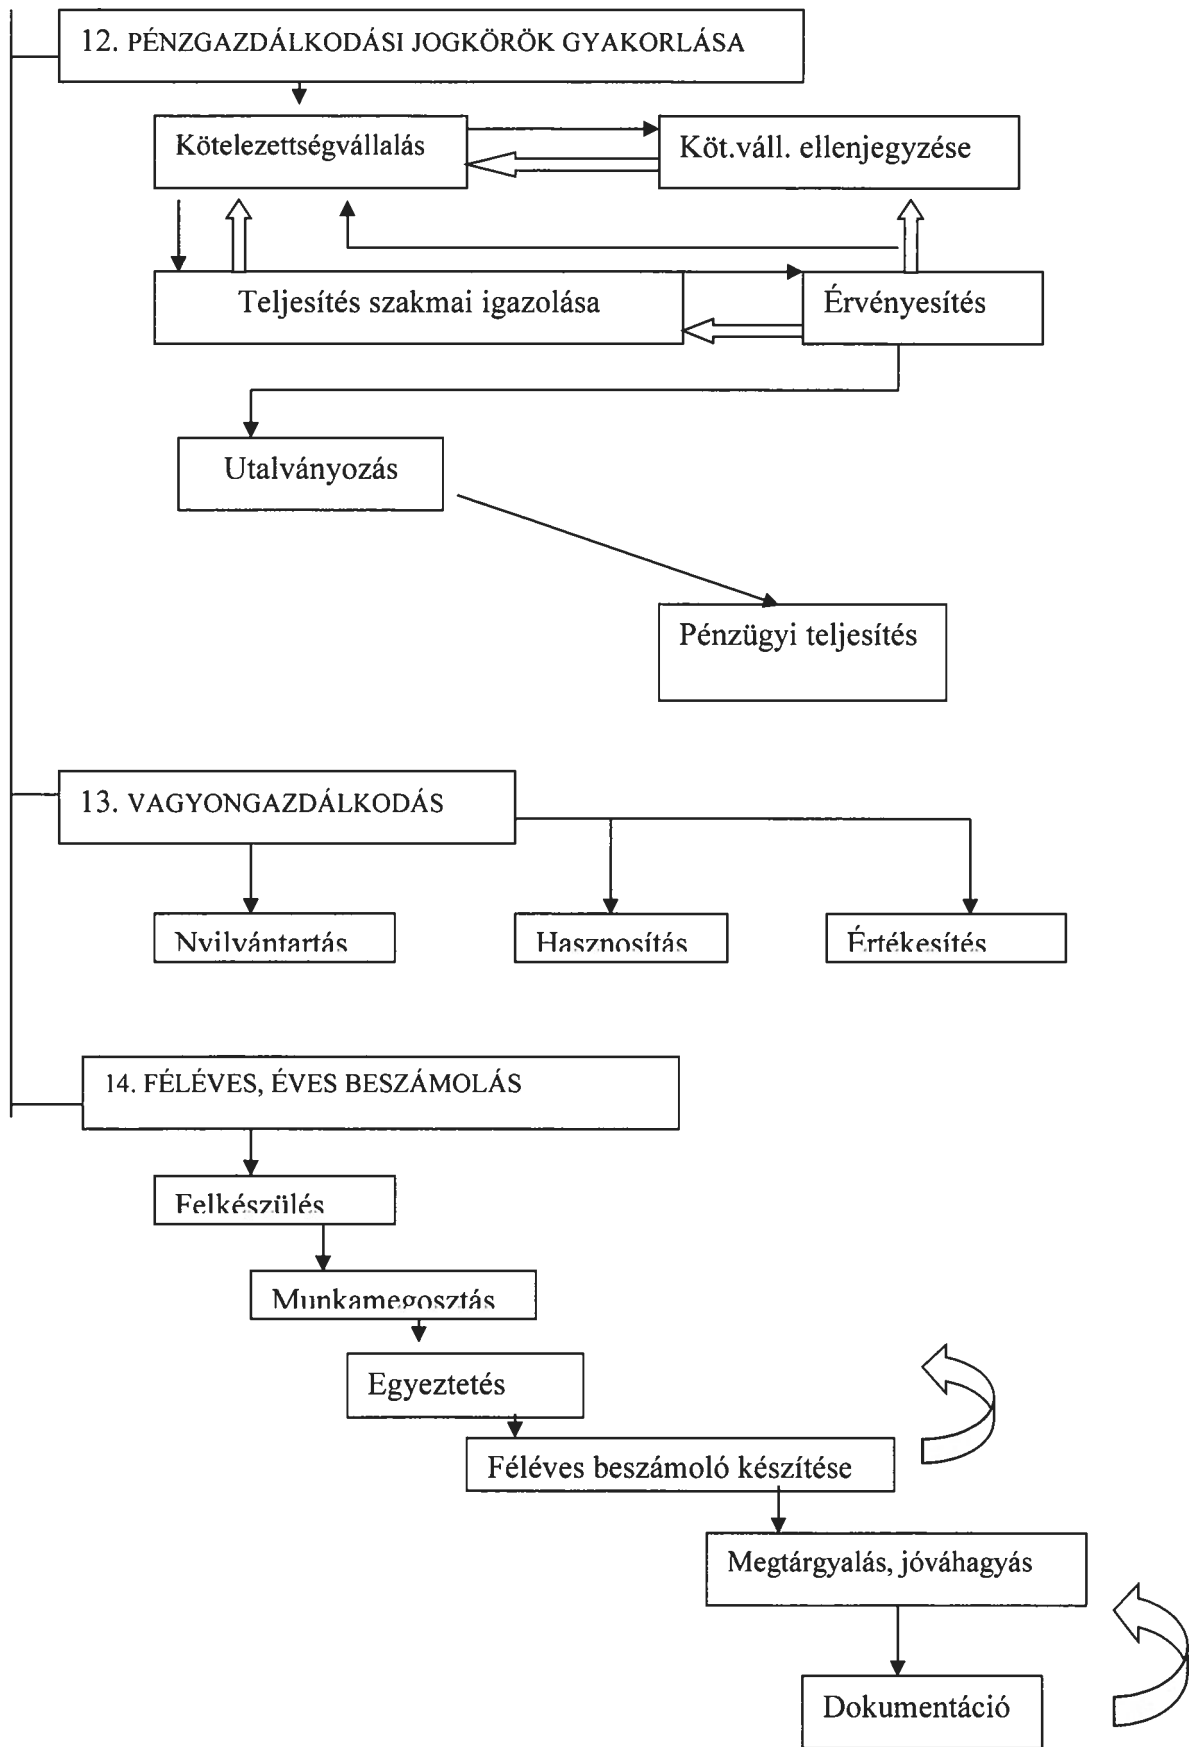 12. PÉNZGAZDÁLKODÁSI JOGKÖRÖK GYAKORLÁSA
Kötelezettségvállalás
Köt.váll. ellenjegyzése
Teljesítés szakmai igazolása
Érvényesítés
Utalványozás
Pénzügyi teljesítés
13. VAGYONGAZDÁLKODÁS
Nyilvántartás
Hasznosítás
Értékesítés
14. FÉLÉVES, ÉVES BESZÁMOLÁS
Felkészülés
Munkamegosztás
Egyeztetés
Féléves beszámoló készítése
Megtárgyalás, jóváhagyás
Dokumentáció